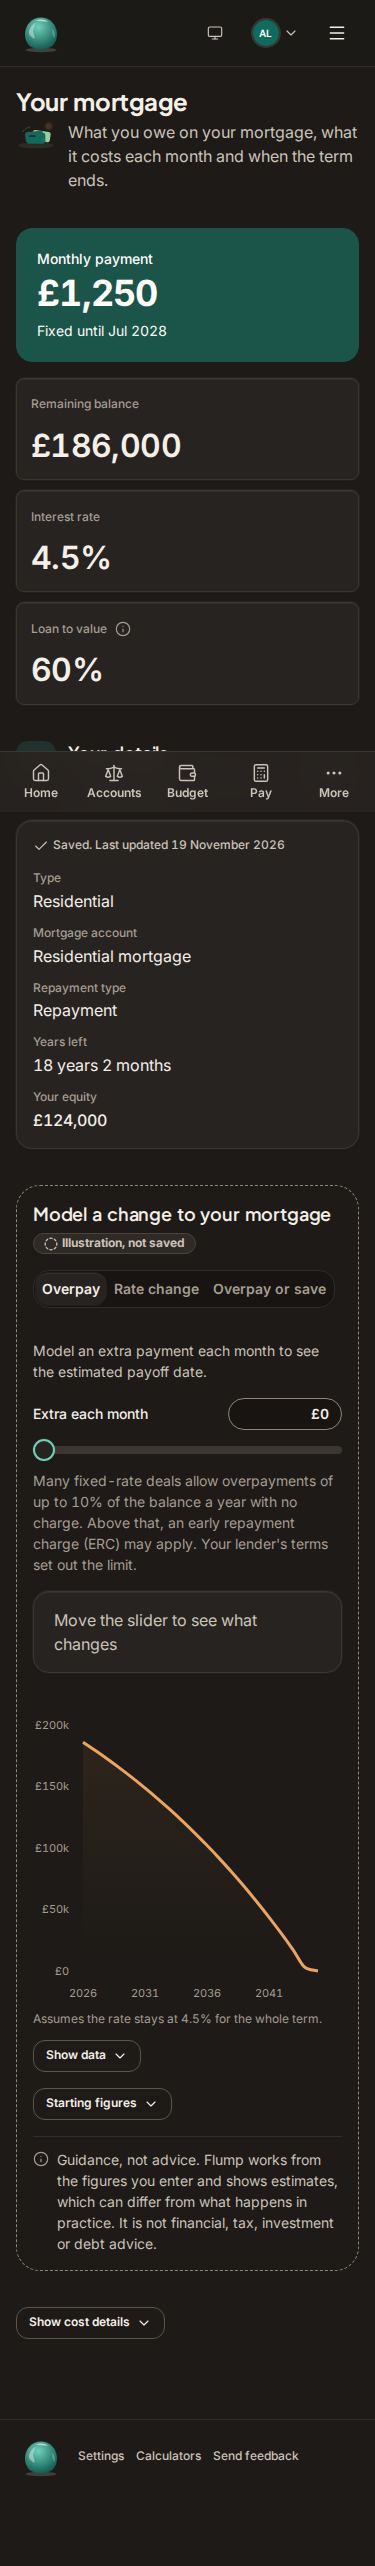 AL
Your mortgage
What you owe on your mortgage, what
it costs each month and when the term
ends.
Monthly payment
£1,250
Fixed until Jul 2028
Remaining balance
£186,000
Interest rate
4.5%
Loan to value
60%
Your details
Home
Accounts
Budget
Pay
More
Saved. Last updated 19 November 2026
Type
Residential
Mortgage account
Residential mortgage
Repayment type
Repayment
Years left
18 years 2 months
Your equity
£124,000
Model a change to your mortgage
Illustration, not saved
Overpay
Rate change
Overpay or save
Model an extra payment each month to see
the estimated payoff date.
Extra each month
£0
Many fixed-rate deals allow overpayments of
up to 10% of the balance a year with no
charge. Above that, an early repayment
charge (ERC) may apply. Your lender's terms
set out the limit.
Move the slider to see what
changes
£200k
£150k
£100k
£50k
£0
2026
2031
2036
2041
Assumes the rate stays at 4.5% for the whole term.
Show data
Starting figures
Guidance, not advice. Flump works from
the figures you enter and shows estimates,
which can differ from what happens in
practice. It is not financial, tax, investment
or debt advice.
Show cost details
Settings
Calculators
Send feedback